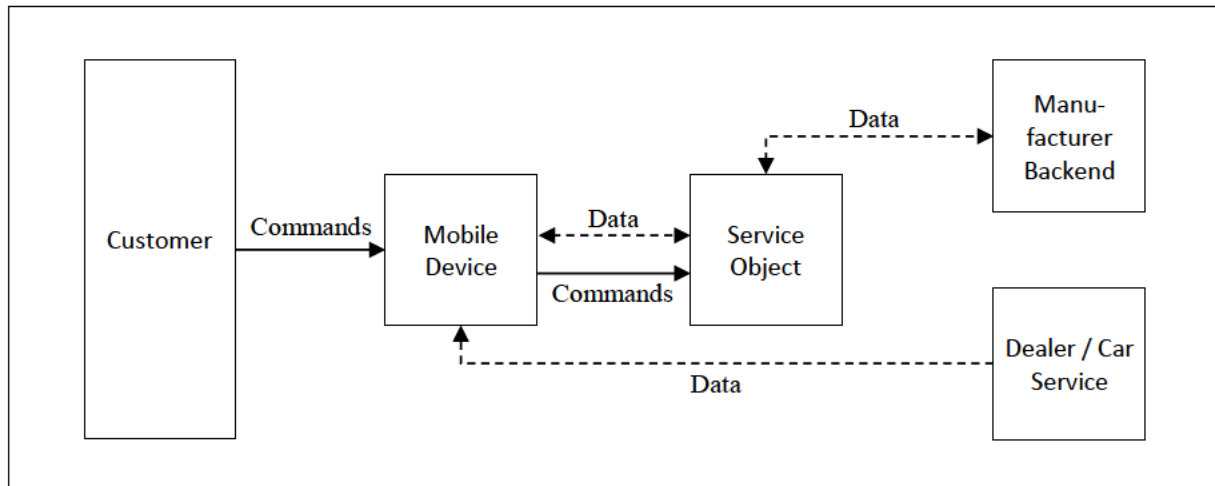 Customer
Commands
Mobile
Device
Data
Commands
Service
Object
Data
Manu-
facturer
Backend
Data
Dealer / Car
Service